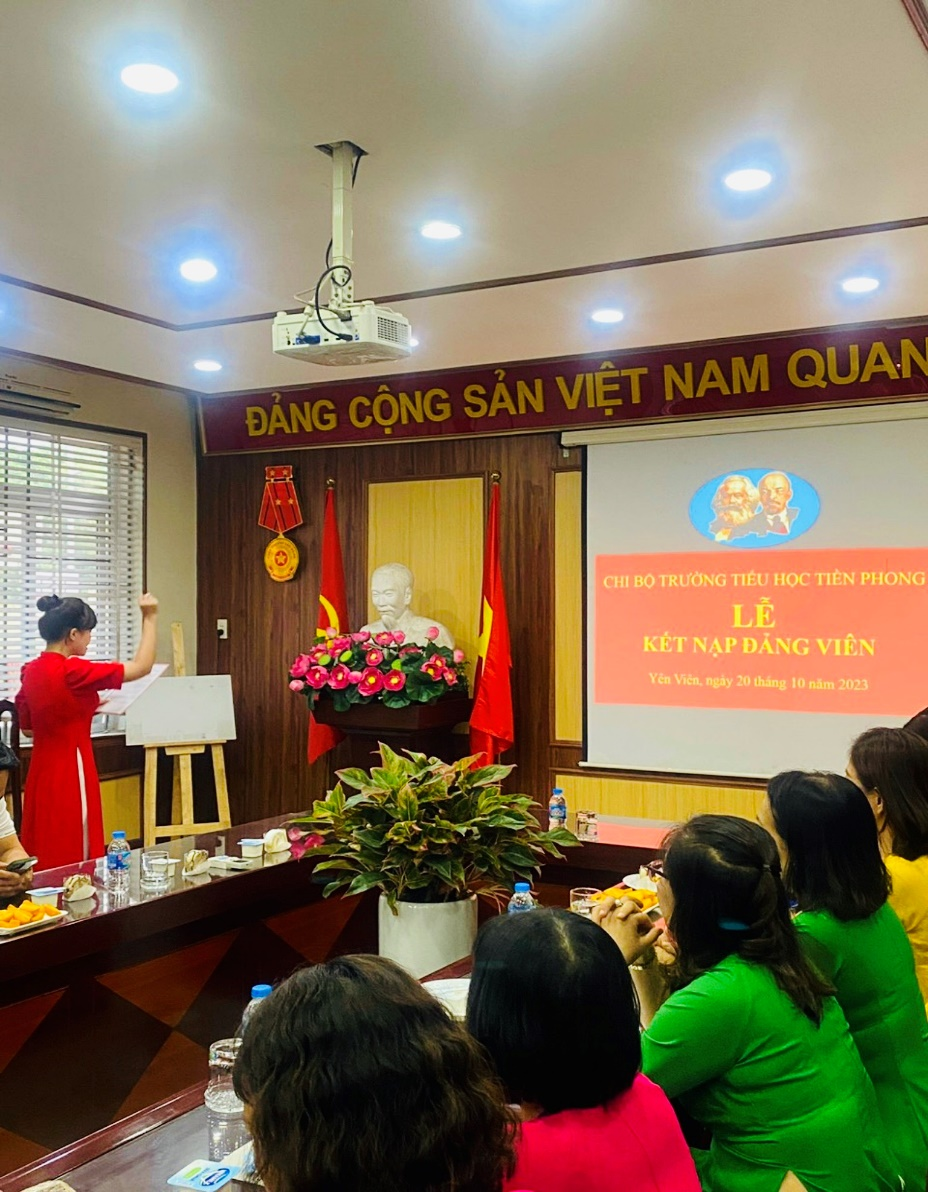 ĐẢNG CỘNG SẢN VIỆT NAM QUAN
CHI BỘ TRƯỜNG TIỂU HỌC TIỀN PHONG
LỄ
KẾT NẠP ĐẢNG VIÊN
Yên Viên, ngày 20 tháng 10 năm 2023